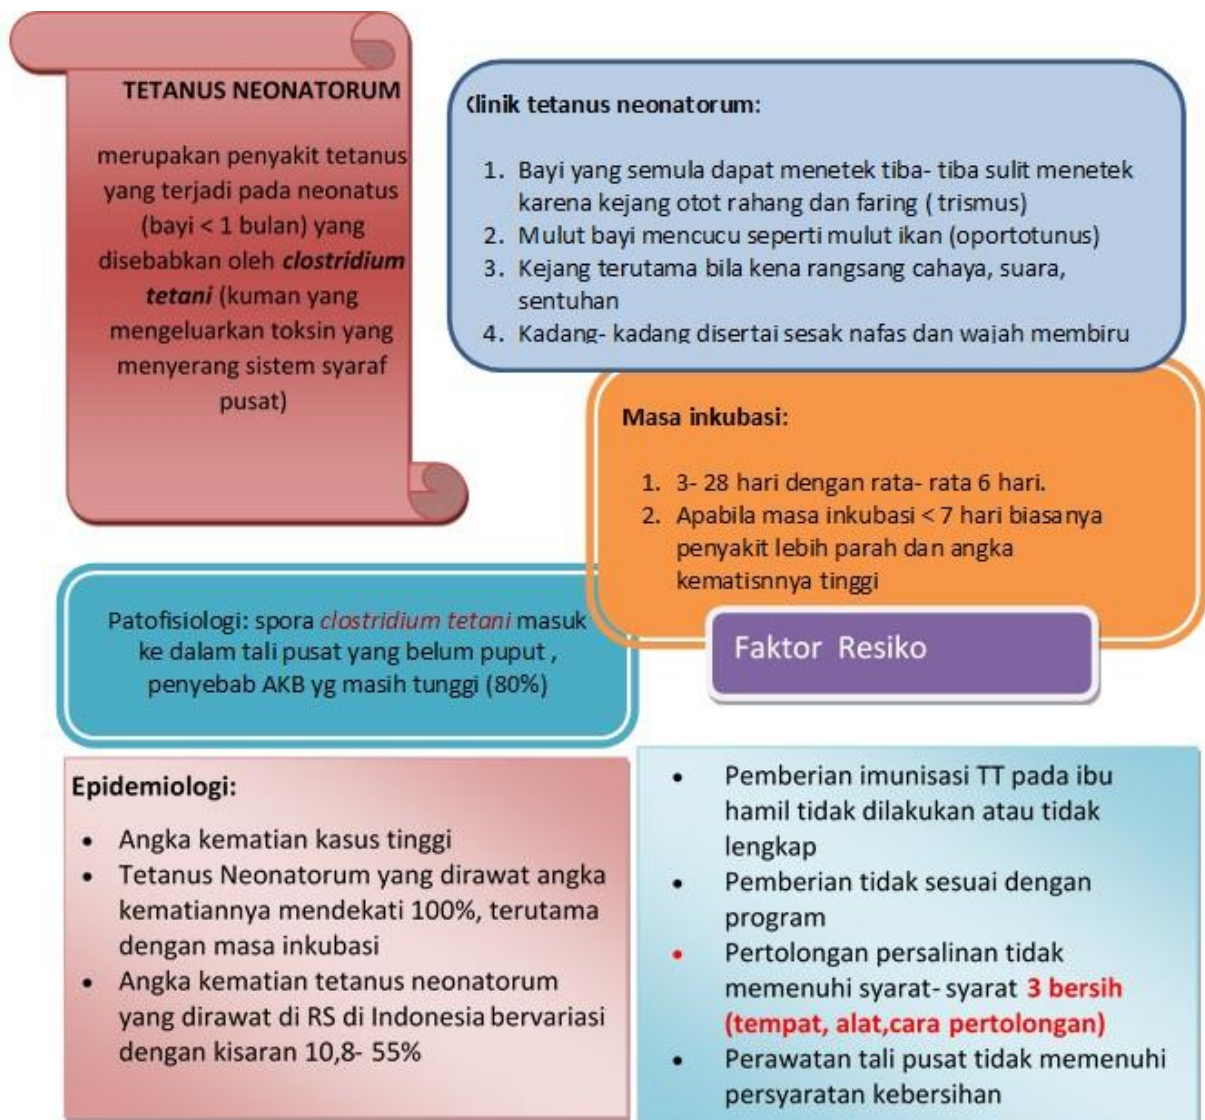 TETANUS NEONATORUM
merupakan penyakit tetanus
yang terjadi pada neonatus
(bayi < 1 bulan) yang
disebabkan oleh clostridium
tetani (kuman yang
mengeluarkan toksin yang
menyerang sistem syaraf
pusat)
Klinik tetanus neonatorum:
1. Bayi yang semula dapat menetek tiba- tiba sulit menetek
karena kejang otot rahang dan faring ( trismus)
2. Mulut bayi mencucu seperti mulut ikan (oportotunus)
3. Kejang terutama bila kena rangsang cahaya, suara,
sentuhan
4. Kadang- kadang disertai sesak nafas dan wajah membiru
Masa inkubasi:
1. 3- 28 hari dengan rata- rata 6 hari.
2. Apabila masa inkubasi < 7 hari biasanya
penyakit lebih parah dan angka
kematisnnya tinggi
Patofisiologi: spora clostridium tetani masuk
ke dalam tali pusat yang belum puput ,
penyebab AKB yg masih tunggi (80%)
Faktor Resiko
Epidemiologi:
• Angka kematian kasus tinggi
• Tetanus Neonatorum yang dirawat angka
kematiannya mendekati 100%, terutama
dengan masa inkubasi
• Angka kematian tetanus neonatorum
yang dirawat di RS di Indonesia bervariasi
dengan kisaran 10,8- 55%
• Pemberian imunisasi TT pada ibu
hamil tidak dilakukan atau tidak
lengkap
• Pemberian tidak sesuai dengan
program
• Pertolongan persalinan tidak
memenuhi syarat- syarat 3 bersih
(tempat, alat,cara pertolongan)
• Perawatan tali pusat tidak memenuhi
persyaratan kebersihan